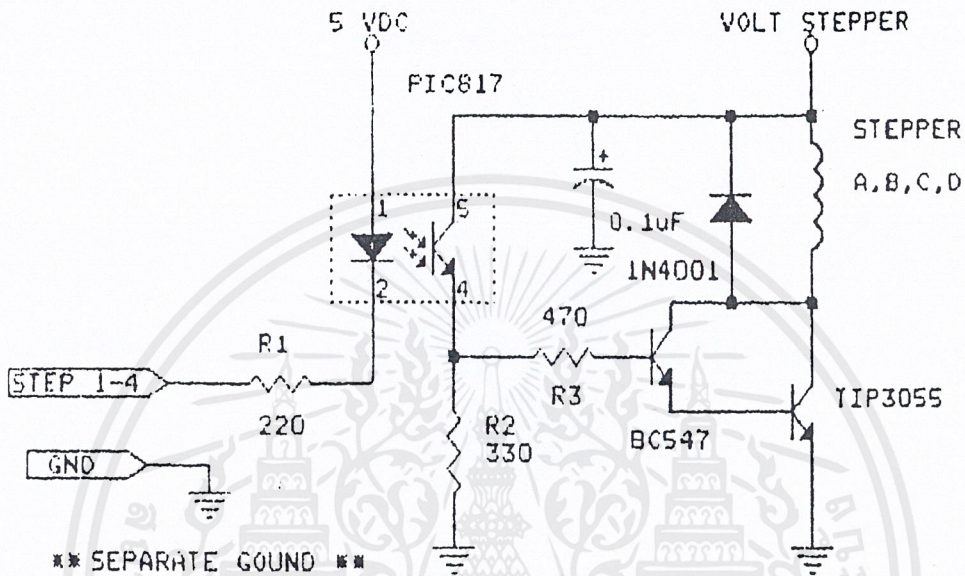 5 VDC
VOLT STEPPER
PIC817
STEPPER
A,B,C,D
1
5
0.1uF
2
4
1N4001
470
R1
STEP 1-4
R3
TIP3055
220
R2
330
BC547
GND
** SEPARATE GOUND **